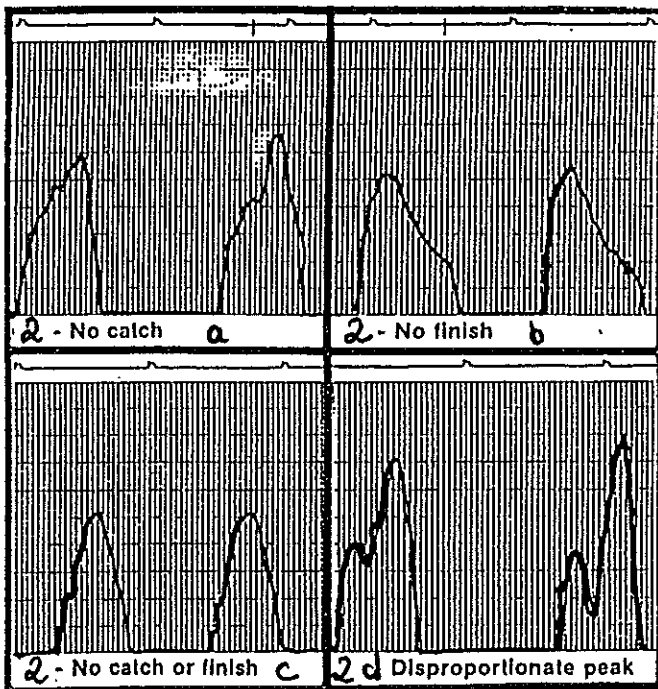 2 - No catch a
2 - No finish b
2 - No catch or finish c
2 d Disproportionate peak